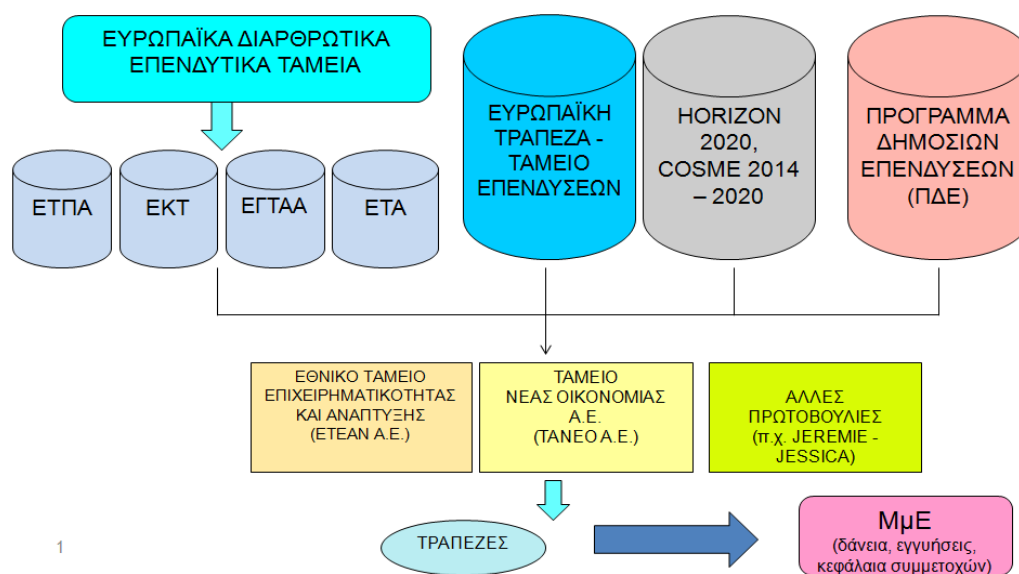 ΕΥΡΩΠΑΪΚΑ ΔΙΑΡΘΡΩΤΙΚΑ
ΕΠΕΝΔΥΤΙΚΑ ΤΑΜΕΙΑ
ΕΤΠΑ
ΕΚΤ
ΕΓΤΑΑ
ΕΤΑ
ΕΥΡΩΠΑΪΚΗ
ΤΡΑΠΕΖΑ -
ΤΑΜΕΙΟ
ΕΠΕΝΔΥΣΕΩΝ
HORIZON
2020,
COSME 2014
– 2020
ΠΡΟΓΡΑΜΜΑ
ΔΗΜΟΣΙΩΝ
ΕΠΕΝΔΥΣΕΩΝ
(ΠΔΕ)
ΕΘΝΙΚΟ ΤΑΜΕΙΟ
ΕΠΙΧΕΙΡΗΜΑΤΙΚΟΤΗΤΑΣ
ΚΑΙ ΑΝΑΠΤΥΞΗΣ
(ΕΤΕΑΝ Α.Ε.)
ΤΑΜΕΙΟ
ΝΕΑΣ ΟΙΚΟΝΟΜΙΑΣ
Α.Ε.
(ΤΑΝΕΟ Α.Ε.)
ΑΛΛΕΣ
ΠΡΩΤΟΒΟΥΛΙΕΣ
(π.χ. JEREMIE -
JESSICA)
ΤΡΑΠΕΖΕΣ
ΜμΕ
(δάνεια, εγγυήσεις,
κεφάλαια συμμετοχών)
1